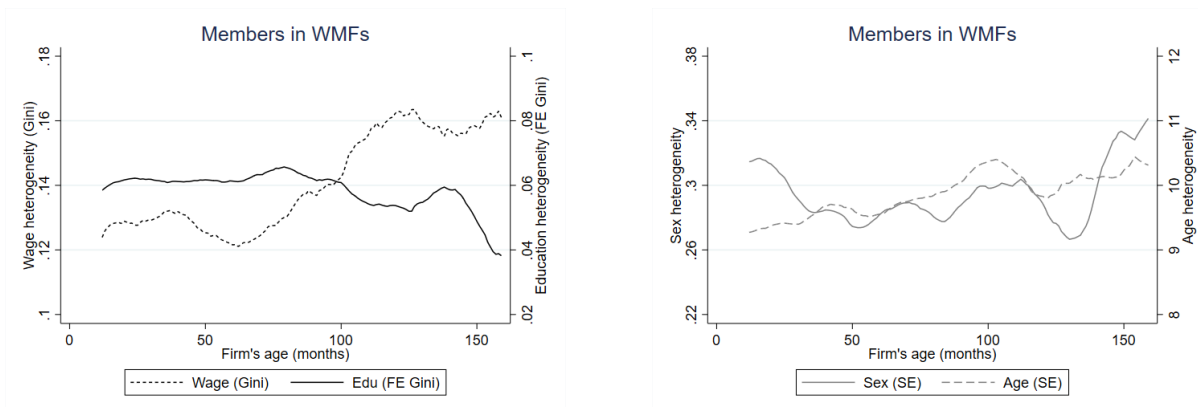 Members in WMFs
Wage heterogeneity (Gini)
.1 .12 .14 .16 .18
Education heterogeneity (FE Gini)
.02 .04 .06 .08 .1
0 50 100 150
Firm's age (months)
Wage (Gini) Edu (FE Gini)
Members in WMFs
Sex heterogeneity
.22 .26 .3 .34 .38
Age heterogeneity
8 9 10 11 12
0 50 100 150
Firm's age (months)
Sex (SE) Age (SE)